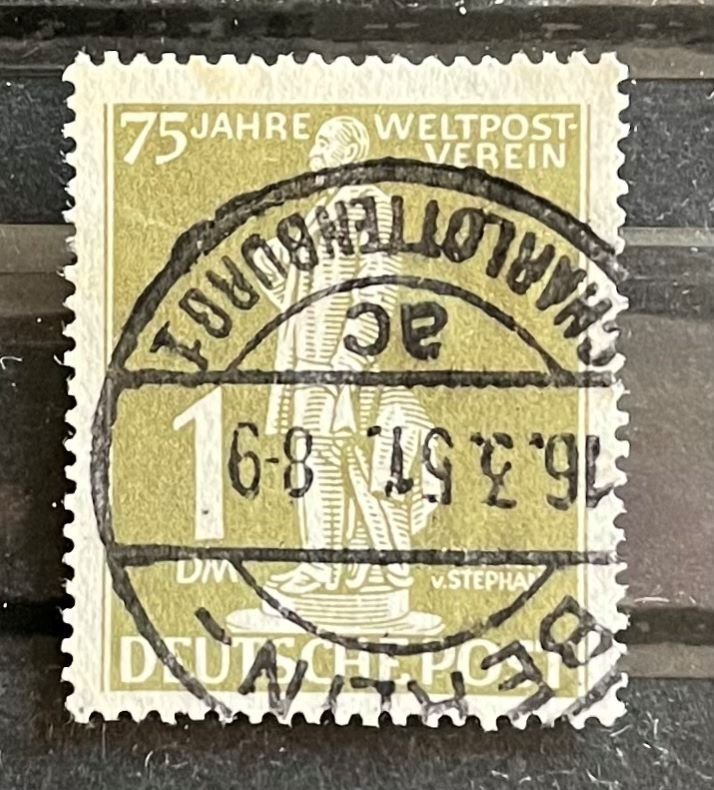 75 JAHRE WELTPOST-
VEREIN
1
DM
v. STEPHAN
DEUTSCHE POST
BERLIN-
16.3.51. 8-9
ac
CHARLOTTENBURG 1